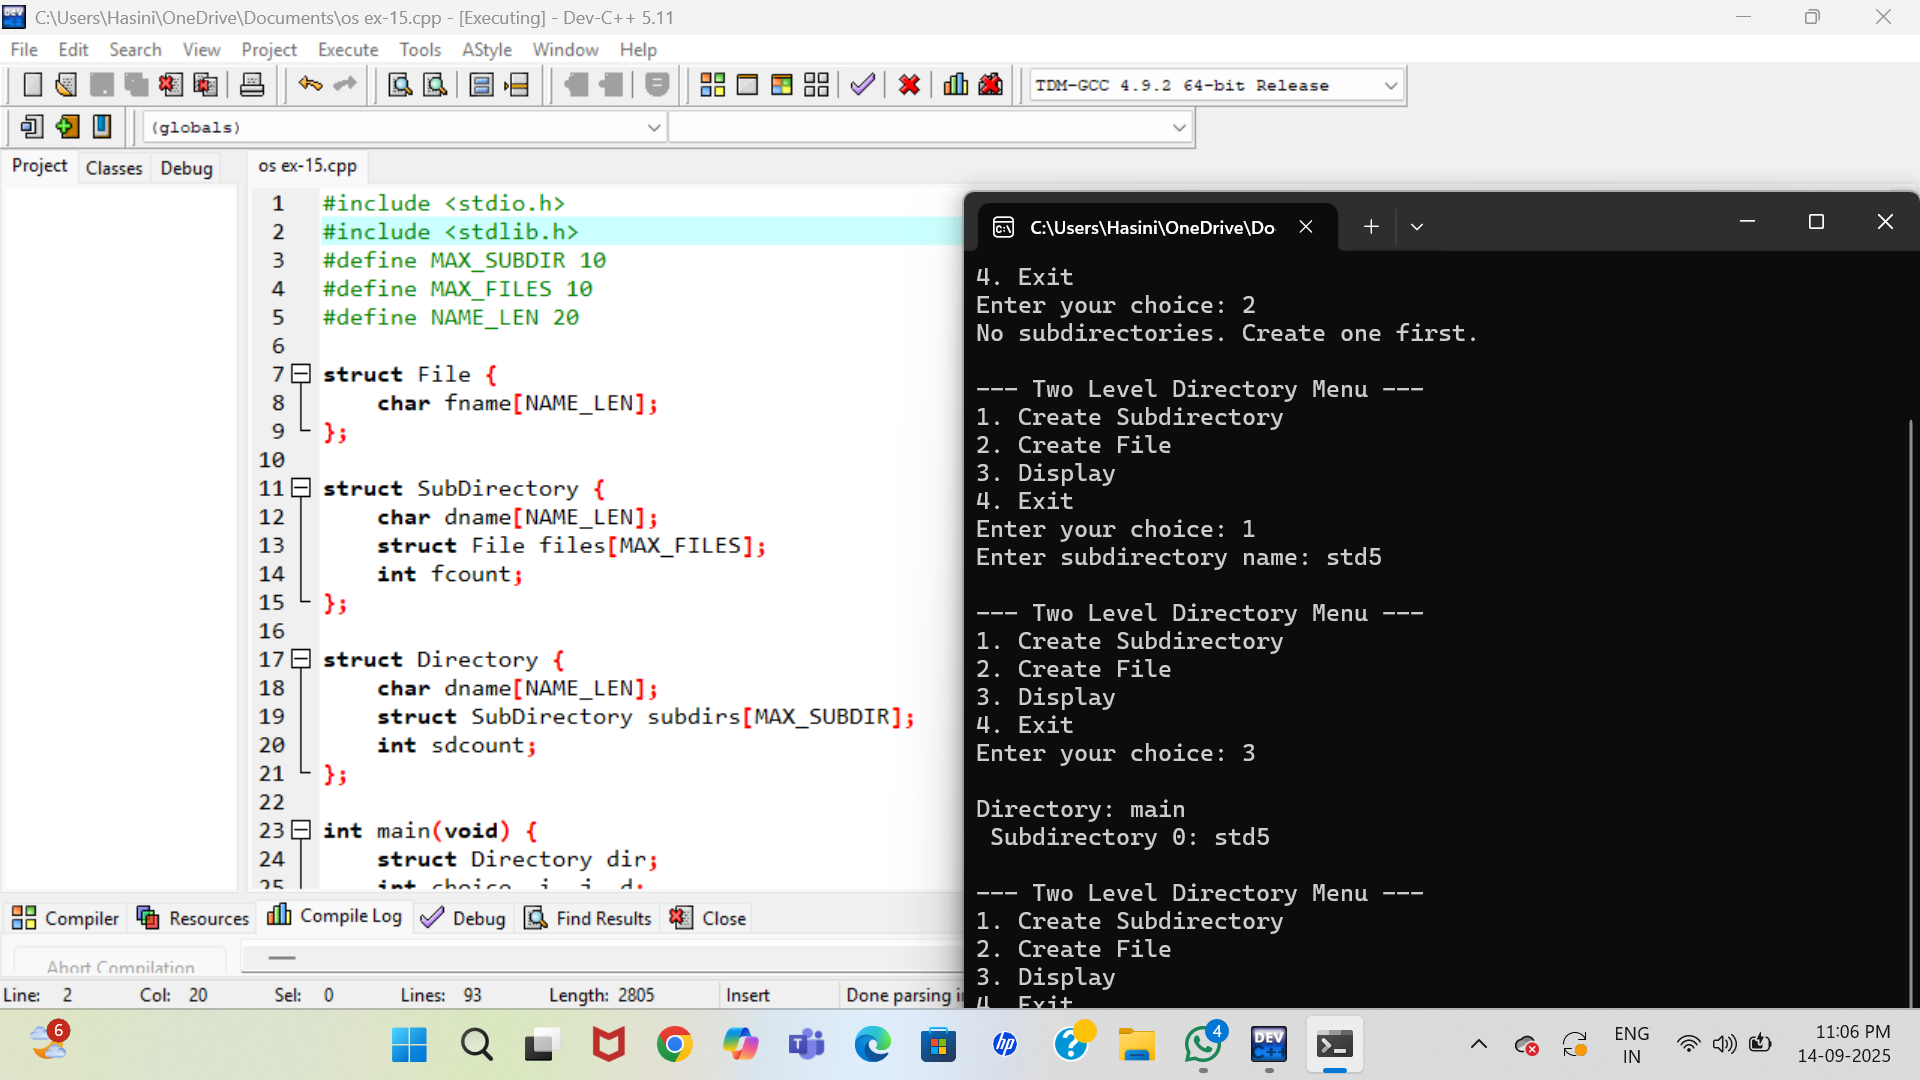 C:\Users\Hasini\OneDrive\Documents\os ex-15.cpp - [Executing] - Dev-C++ 5.11
File Edit Search View Project Execute Tools AStyle Window Help
TDM-GCC 4.9.2 64-bit Release
(globals)
Project Classes Debug
os ex-15.cpp
1 #include <stdio.h>
2 #include <stdlib.h>
3 #define MAX_SUBDIR 10
4 #define MAX_FILES 10
5 #define NAME_LEN 20
6
7 struct File {
8 char fname[NAME_LEN];
9 };
10
11 struct SubDirectory {
12 char dname[NAME_LEN];
13 struct File files[MAX_FILES];
14 int fcount;
15 };
16
17 struct Directory {
18 char dname[NAME_LEN];
19 struct SubDirectory subdirs[MAX_SUBDIR];
20 int sdcount;
21 };
22
23 int main(void) {
24 struct Directory dir;
25 int choice, i, j, d;
C:\Users\Hasini\OneDrive\Do
4. Exit
Enter your choice: 2
No subdirectories. Create one first.
--- Two Level Directory Menu ---
1. Create Subdirectory
2. Create File
3. Display
4. Exit
Enter your choice: 1
Enter subdirectory name: std5
--- Two Level Directory Menu ---
1. Create Subdirectory
2. Create File
3. Display
4. Exit
Enter your choice: 3
Directory: main
Subdirectory 0: std5
--- Two Level Directory Menu ---
1. Create Subdirectory
2. Create File
3. Display
4. Exit
Compiler Resources Compile Log Debug Find Results Close
Abort Compilation
Line: 2 Col: 20 Sel: 0 Lines: 93 Length: 2805 Insert Done parsing i
6
hp
4
DEV C++
ENG
IN
11:06 PM
14-09-2025